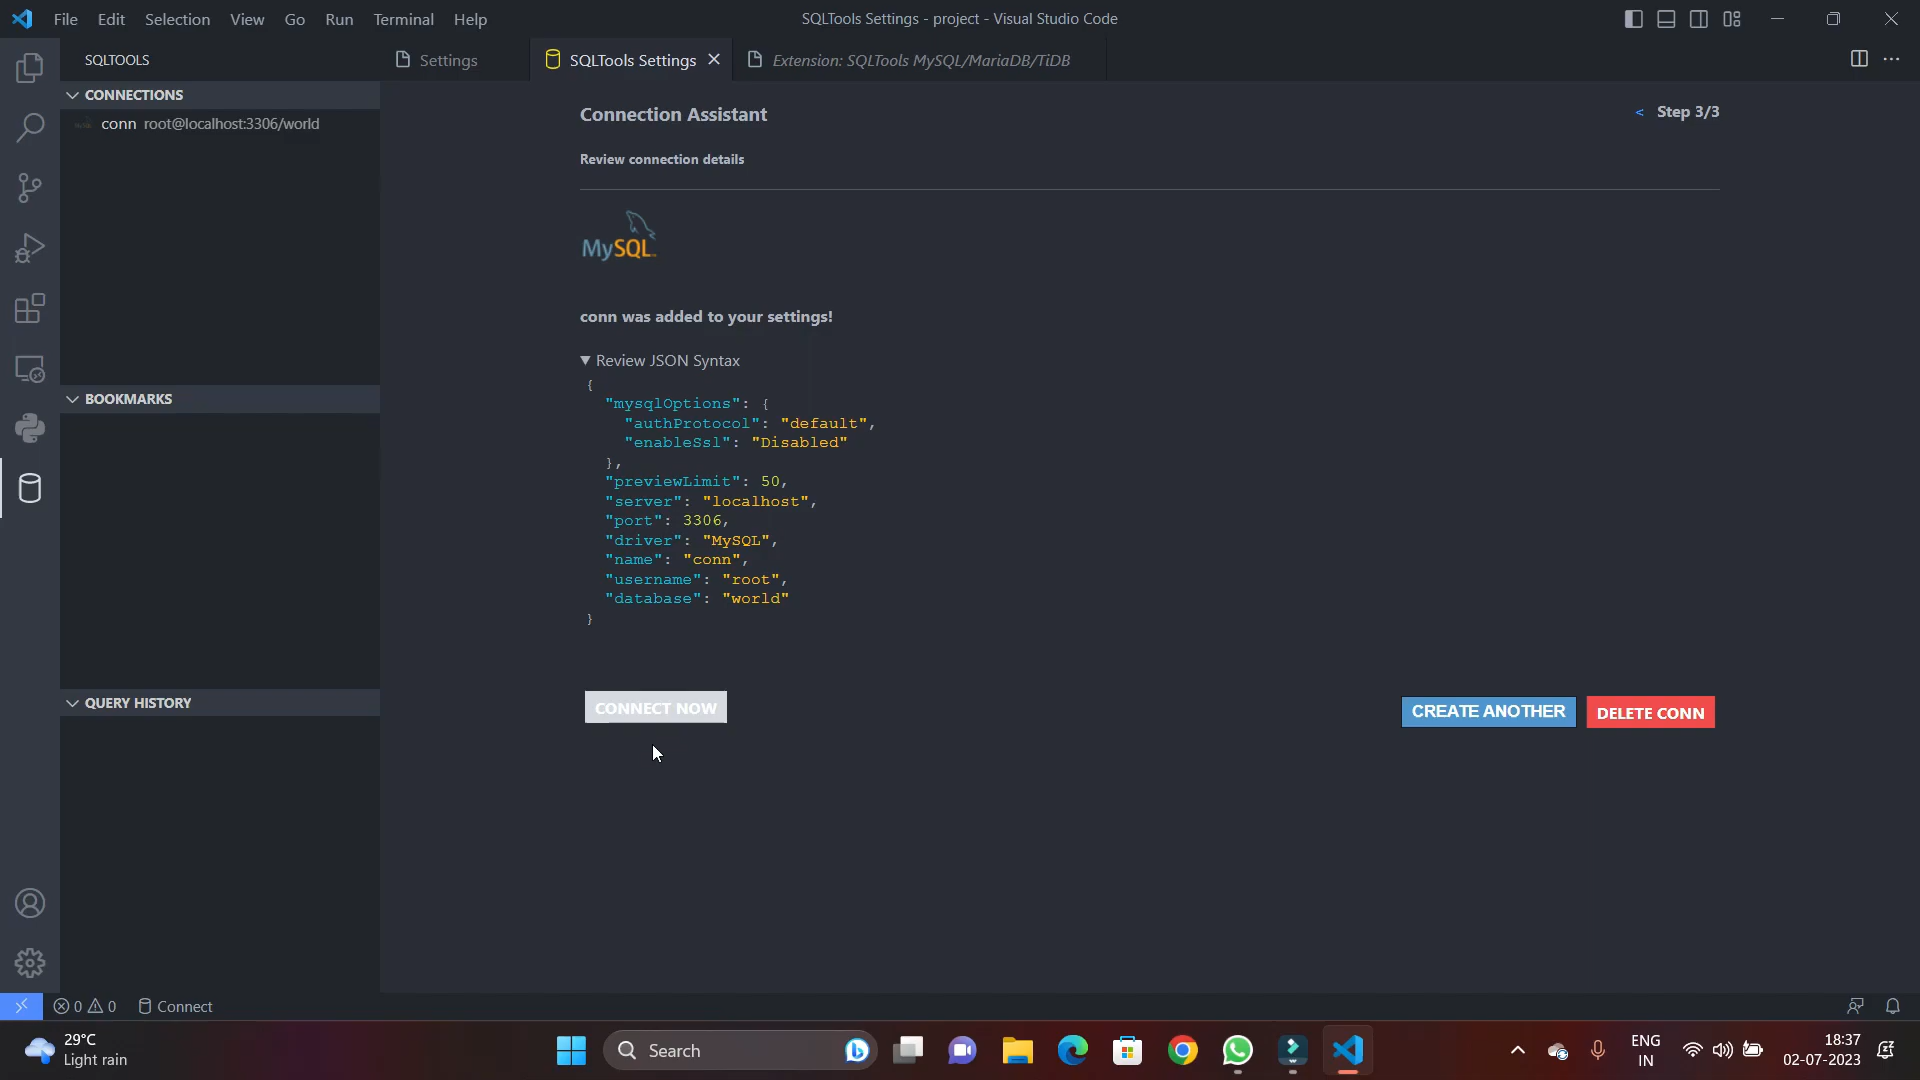 File Edit Selection View Go Run Terminal Help
SQLTools Settings - project - Visual Studio Code
SQLTOOLS
Settings
SQLTools Settings
Extension: SQLTools MySQL/MariaDB/TiDB
CONNECTIONS
conn root@localhost:3306/world
BOOKMARKS
QUERY HISTORY
Connection Assistant
< Step 3/3
Review connection details
MySQL
conn was added to your settings!
Review JSON Syntax
{
"mysqlOptions": {
"authProtocol": "default",
"enableSsl": "Disabled"
},
"previewLimit": 50,
"server": "localhost",
"port": 3306,
"driver": "MySQL",
"name": "conn",
"username": "root",
"database": "world"
}
CONNECT NOW
CREATE ANOTHER
DELETE CONN
0 0 Connect
29°C
Light rain
Search
ENG
IN
18:37
02-07-2023